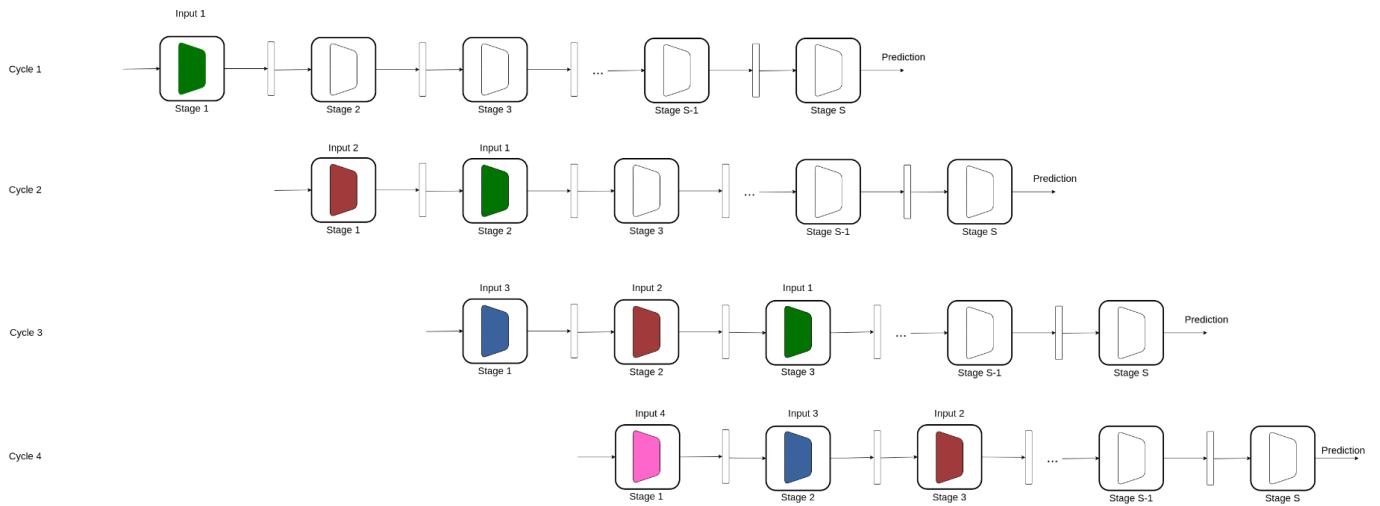 Input 1
Cycle 1
Prediction
...
Stage 1
Stage 2
Stage 3
Stage S-1
Stage S
Input 2
Input 1
Cycle 2
Prediction
...
Stage 1
Stage 2
Stage 3
Stage S-1
Stage S
Input 3
Input 2
Input 1
Cycle 3
Prediction
...
Stage 1
Stage 2
Stage 3
Stage S-1
Stage S
Input 4
Input 3
Input 2
Cycle 4
Prediction
...
Stage 1
Stage 2
Stage 3
Stage S-1
Stage S